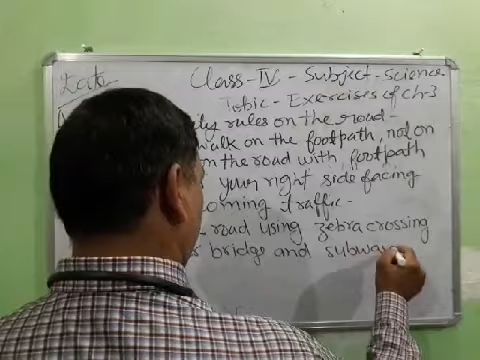 Date
Class - IV - Subject - Science
Topic - Exercises of Ch-3
rules on the road -
walk on the footpath, not on
the road with, footpath
your right side facing
oming traffic -
road using zebra crossing
bridge and subway